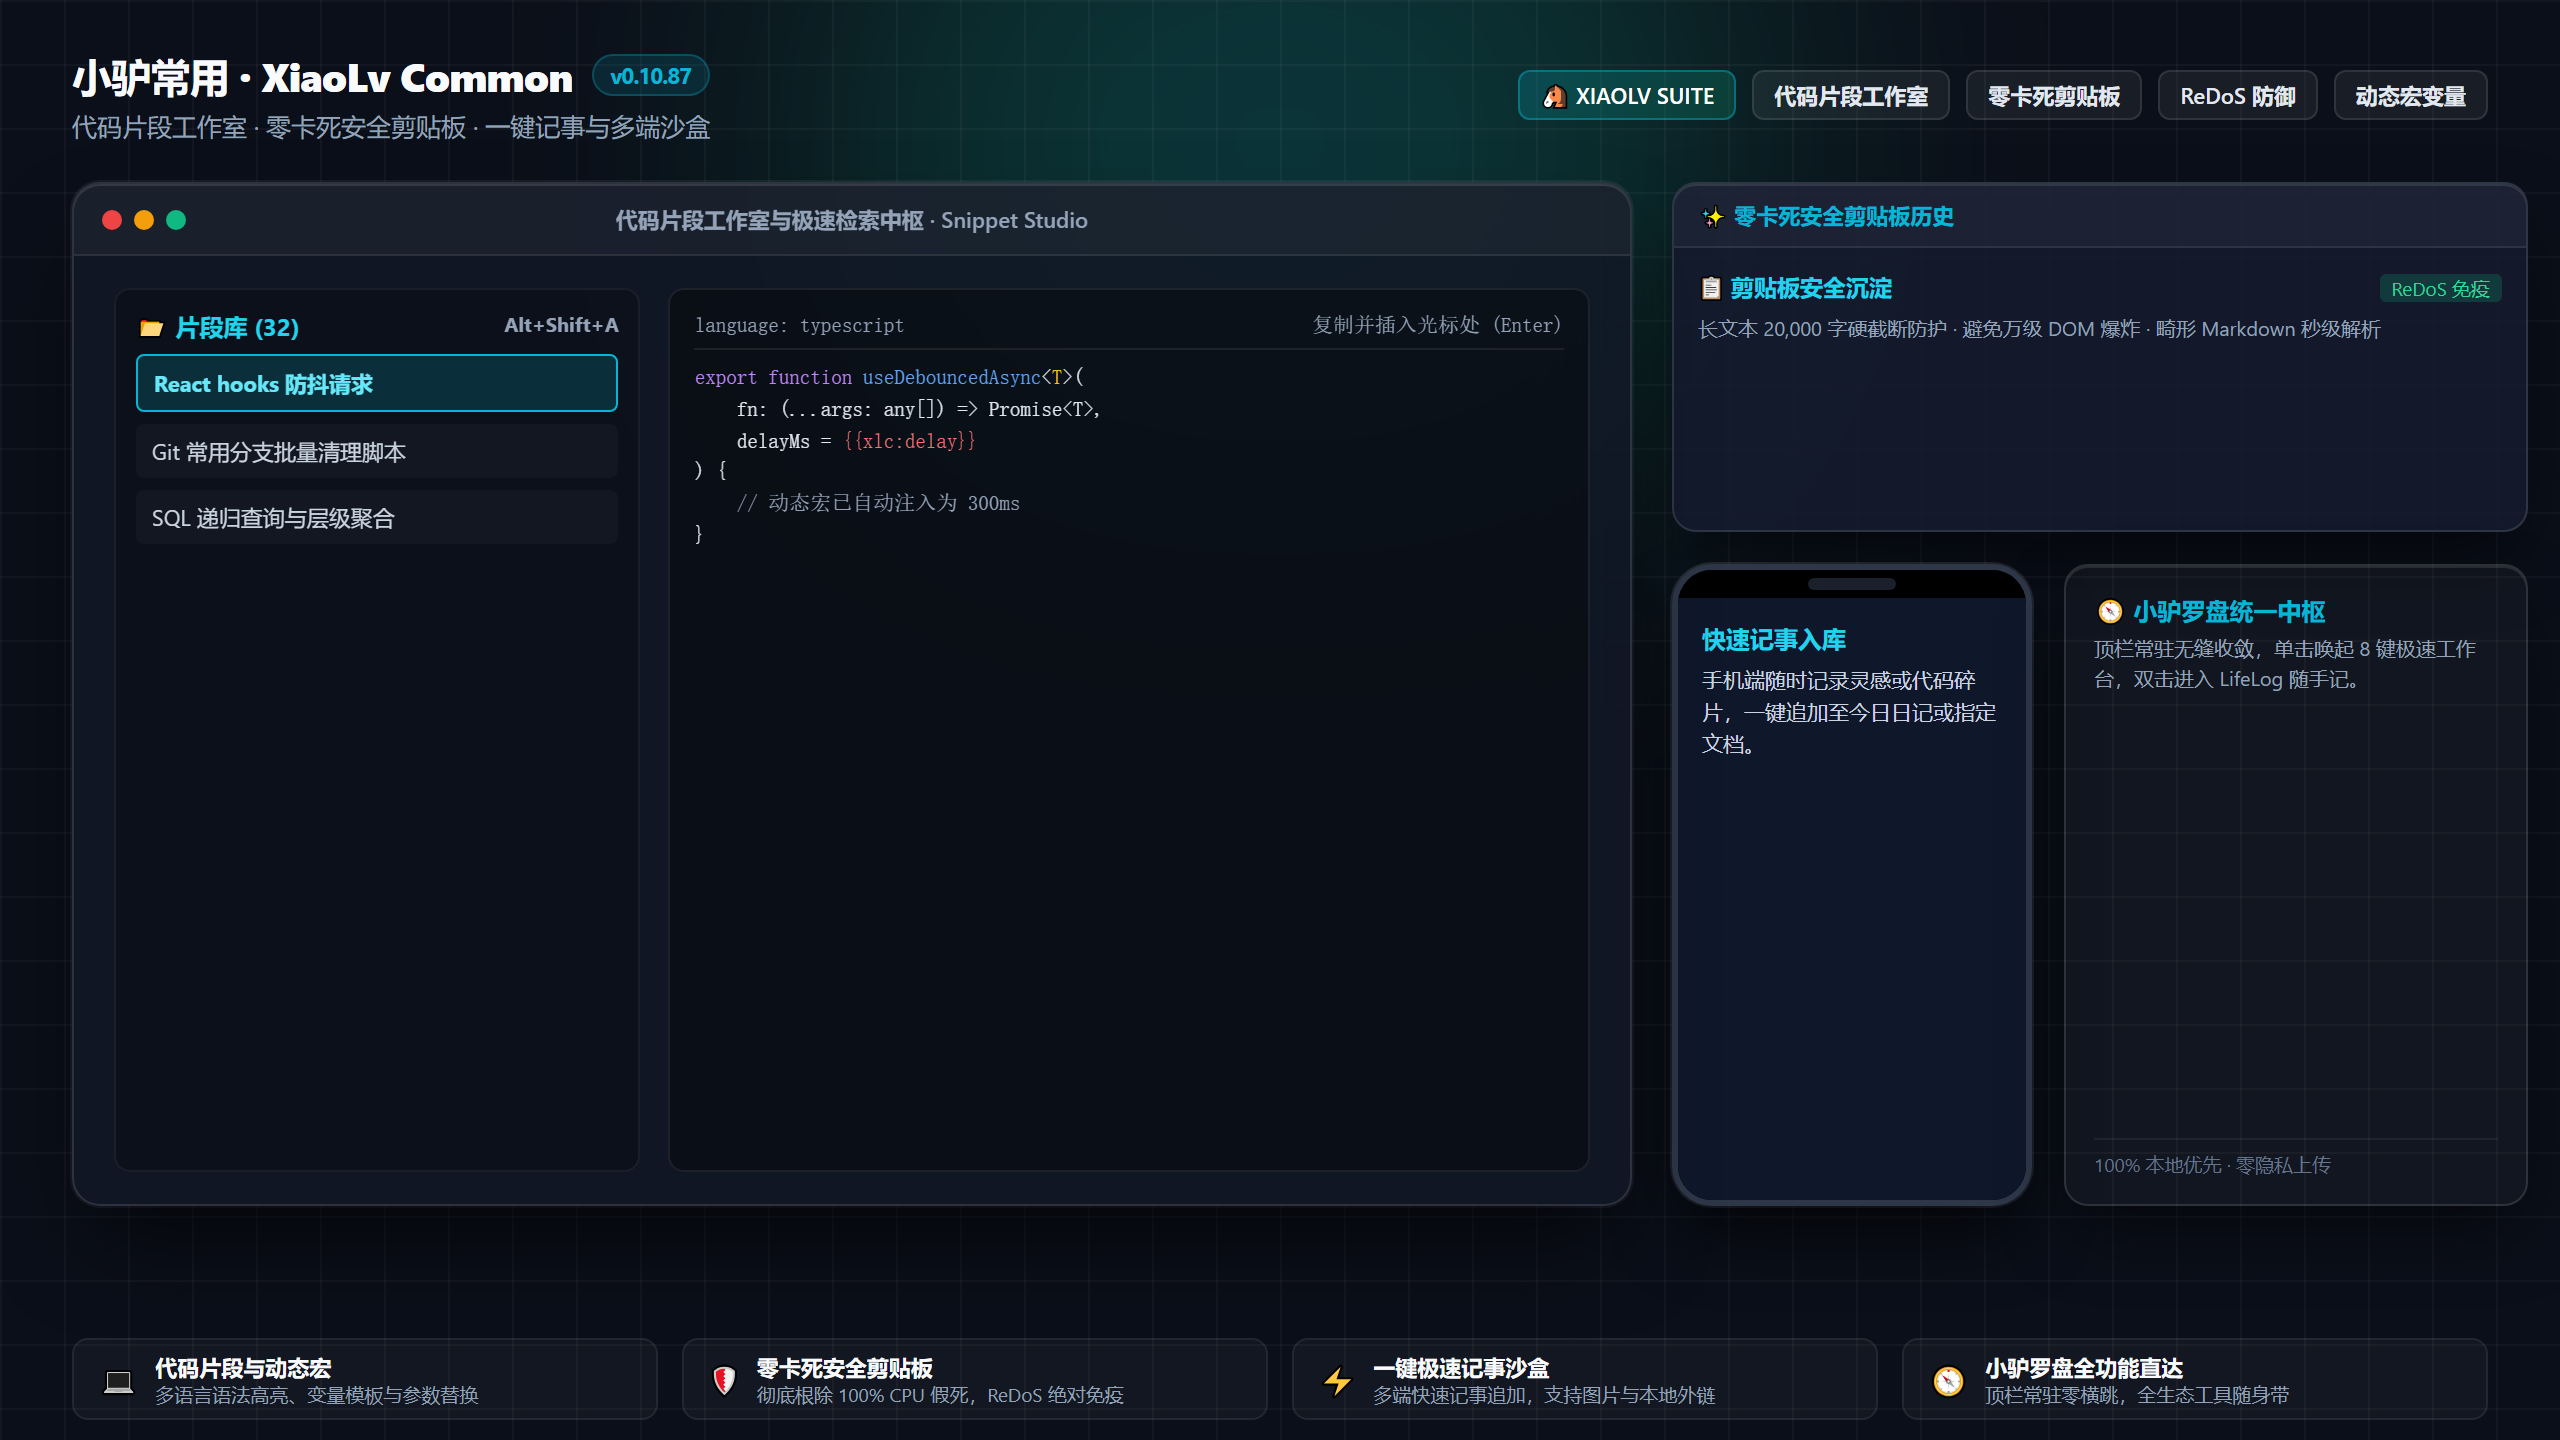 小驴常用 · XiaoLv Common
v0.10.87
代码片段工作室 · 零卡死安全剪贴板 · 一键记事与多端沙盒
XIAOLV SUITE
代码片段工作室
零卡死剪贴板
ReDoS 防御
动态宏变量
代码片段工作室与极速检索中枢 · Snippet Studio
片段库 (32)
Alt+Shift+A
React hooks 防抖请求
Git 常用分支批量清理脚本
SQL 递归查询与层级聚合
language: typescript
复制并插入光标处 (Enter)
export function useDebouncedAsync<T>(
    fn: (...args: any[]) => Promise<T>,
    delayMs = {{xlc:delay}}
) {
    // 动态宏已自动注入为 300ms
}
零卡死安全剪贴板历史
剪贴板安全沉淀
ReDoS 免疫
长文本 20,000 字硬截断防护 · 避免万级 DOM 爆炸 · 畸形 Markdown 秒级解析
快速记事入库
手机端随时记录灵感或代码碎
片，一键追加至今日日记或指定
文档。
小驴罗盘统一中枢
顶栏常驻无缝收敛，单击唤起 8 键极速工作
台，双击进入 LifeLog 随手记。
100% 本地优先 · 零隐私上传
代码片段与动态宏
多语言语法高亮、变量模板与参数替换
零卡死安全剪贴板
彻底根除 100% CPU 假死，ReDoS 绝对免疫
一键极速记事沙盒
多端快速记事追加，支持图片与本地外链
小驴罗盘全功能直达
顶栏常驻零横跳，全生态工具随身带